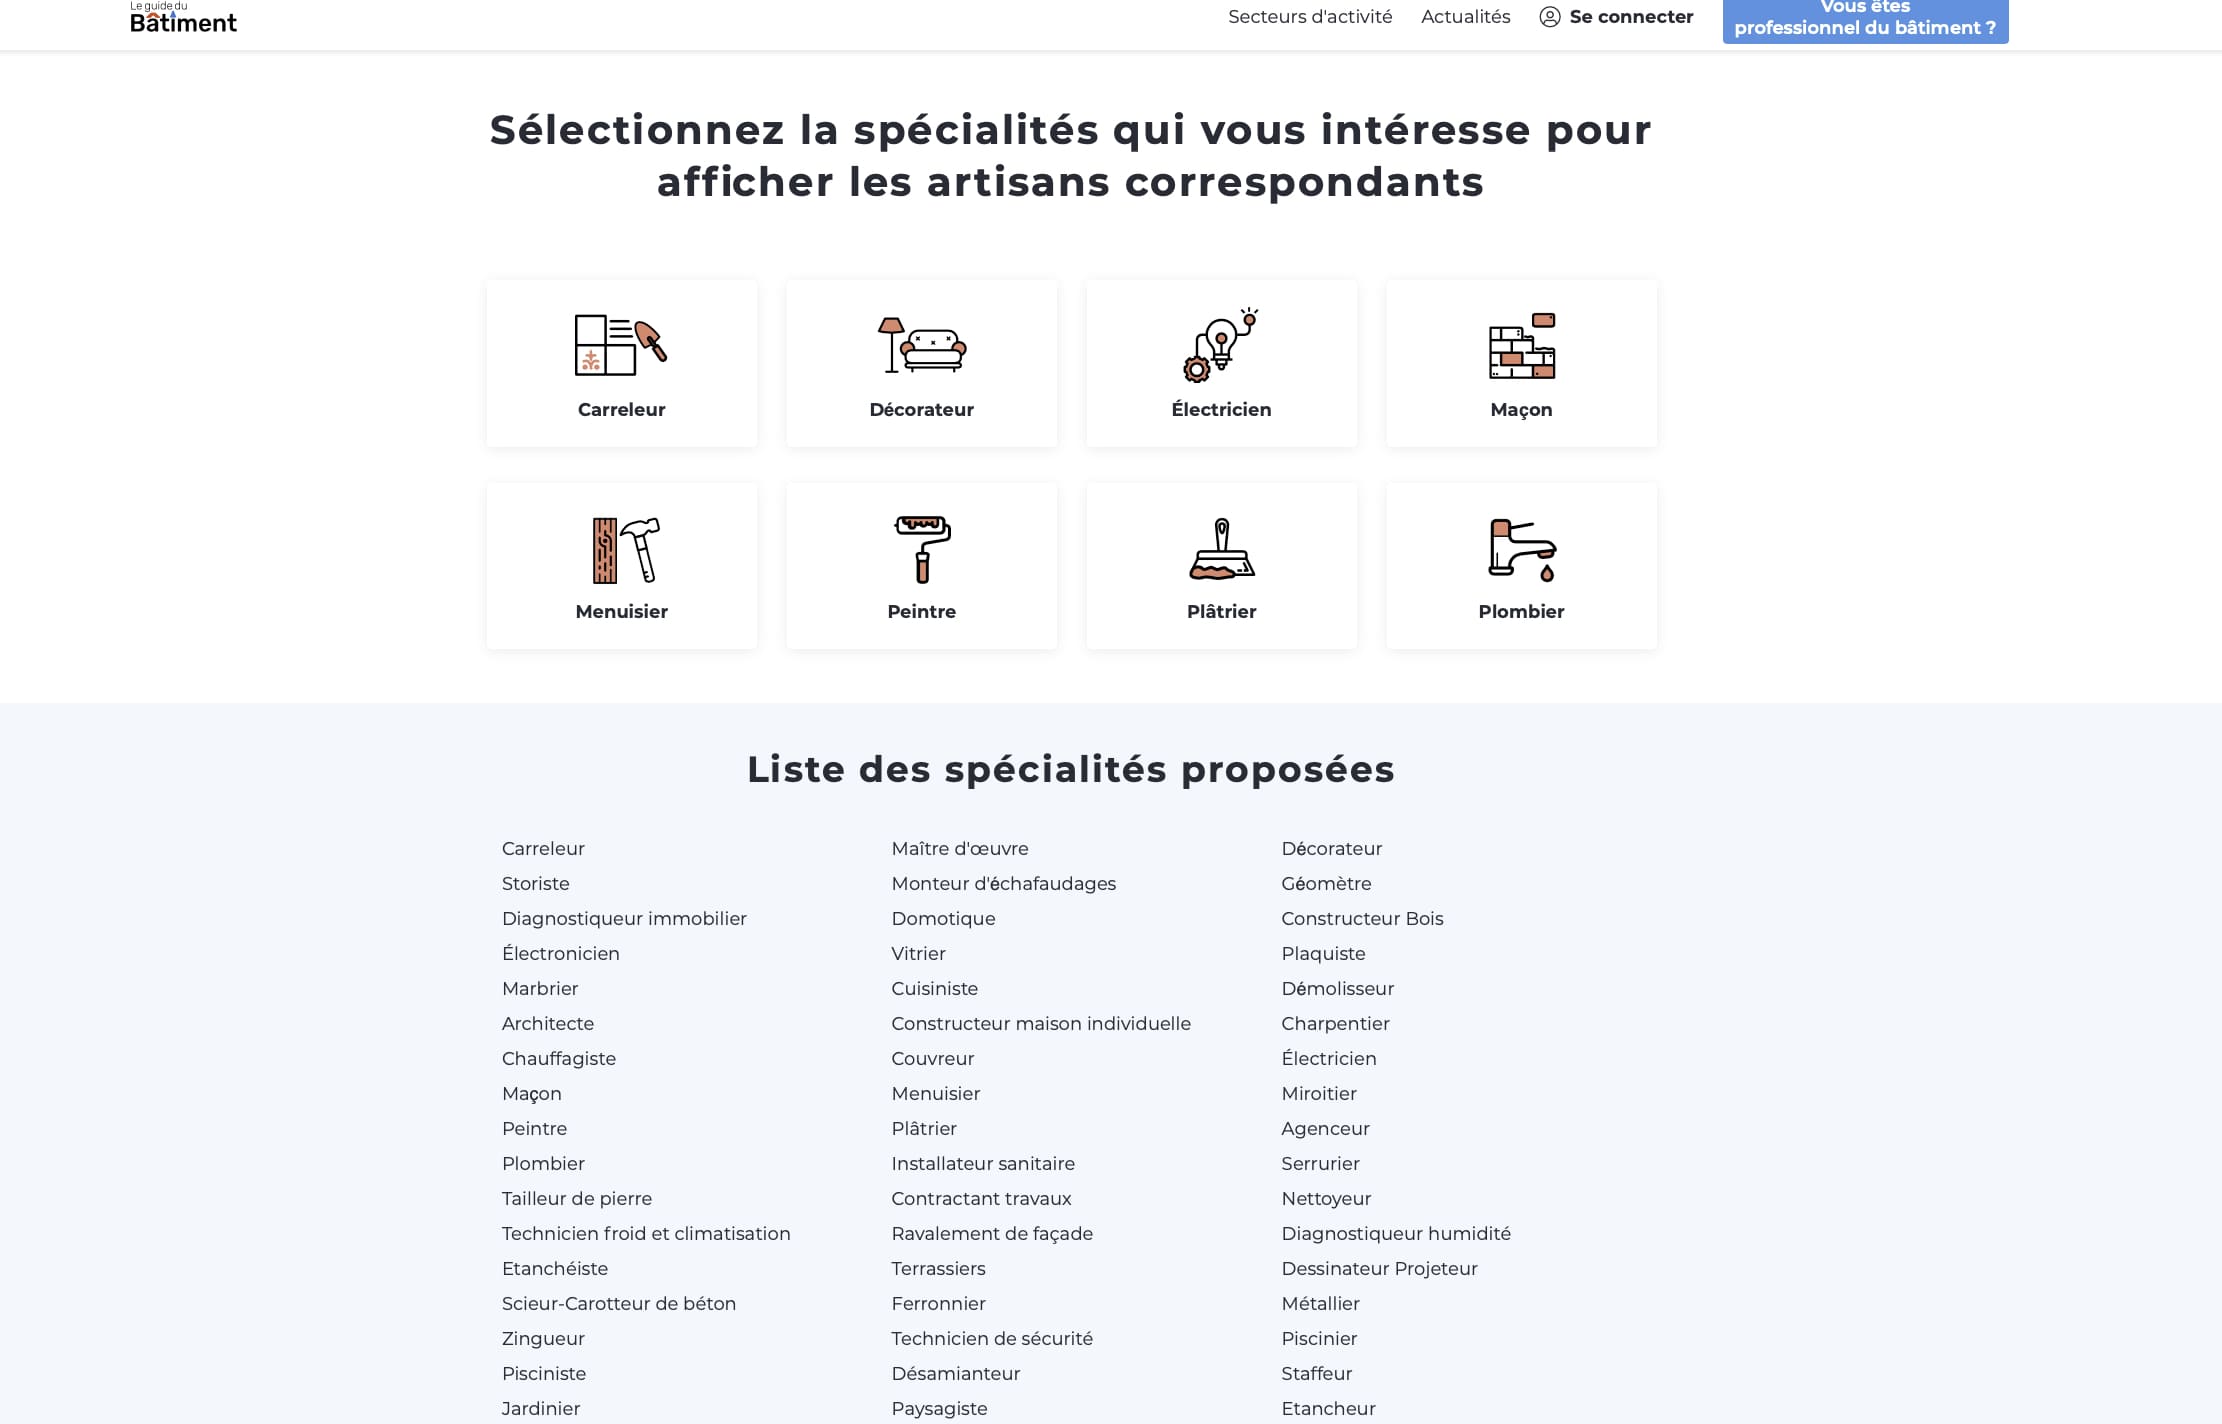 Le guide du
Bâtiment
Secteurs d'activité
Actualités
Se connecter
Vous êtes
professionnel du bâtiment ?
Sélectionnez la spécialités qui vous intéresse pour
afficher les artisans correspondants
Carreleur
Décorateur
Électricien
Maçon
Menuisier
Peintre
Plâtrier
Plombier
Liste des spécialités proposées
Carreleur
Storiste
Diagnostiqueur immobilier
Électronicien
Marbrier
Architecte
Chauffagiste
Maçon
Peintre
Plombier
Tailleur de pierre
Technicien froid et climatisation
Etanchéiste
Scieur-Carotteur de béton
Zingueur
Pisciniste
Jardinier
Maître d'œuvre
Monteur d'échafaudages
Domotique
Vitrier
Cuisiniste
Constructeur maison individuelle
Couvreur
Menuisier
Plâtrier
Installateur sanitaire
Contractant travaux
Ravalement de façade
Terrassiers
Ferronnier
Technicien de sécurité
Désamianteur
Paysagiste
Décorateur
Géomètre
Constructeur Bois
Plaquiste
Démolisseur
Charpentier
Électricien
Miroitier
Agenceur
Serrurier
Nettoyeur
Diagnostiqueur humidité
Dessinateur Projeteur
Métallier
Piscinier
Staffeur
Etancheur